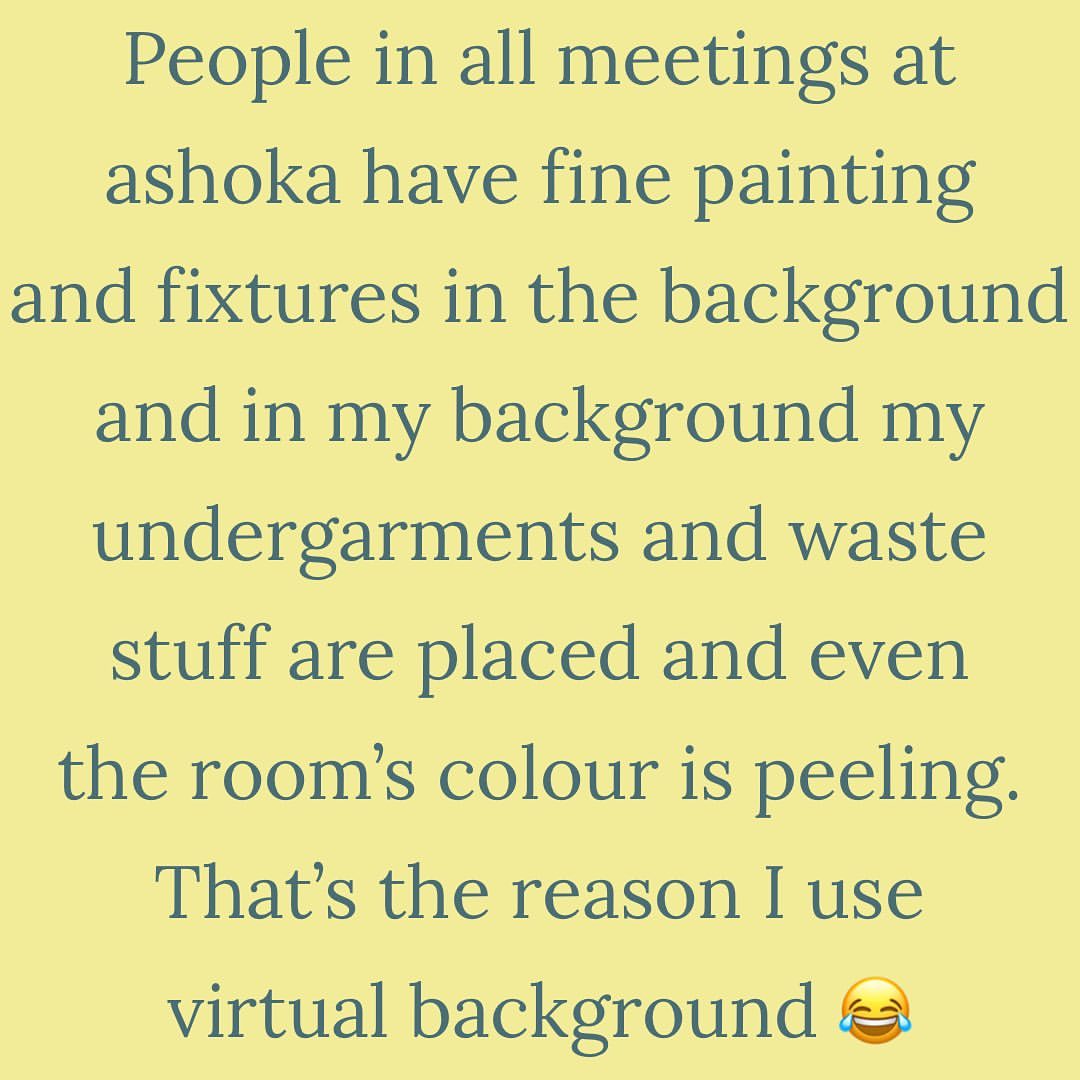 People in all meetings at
ashoka have fine painting
and fixtures in the background
and in my background my
undergarments and waste
stuff are placed and even
the room’s colour is peeling.
That’s the reason I use
virtual background 😂